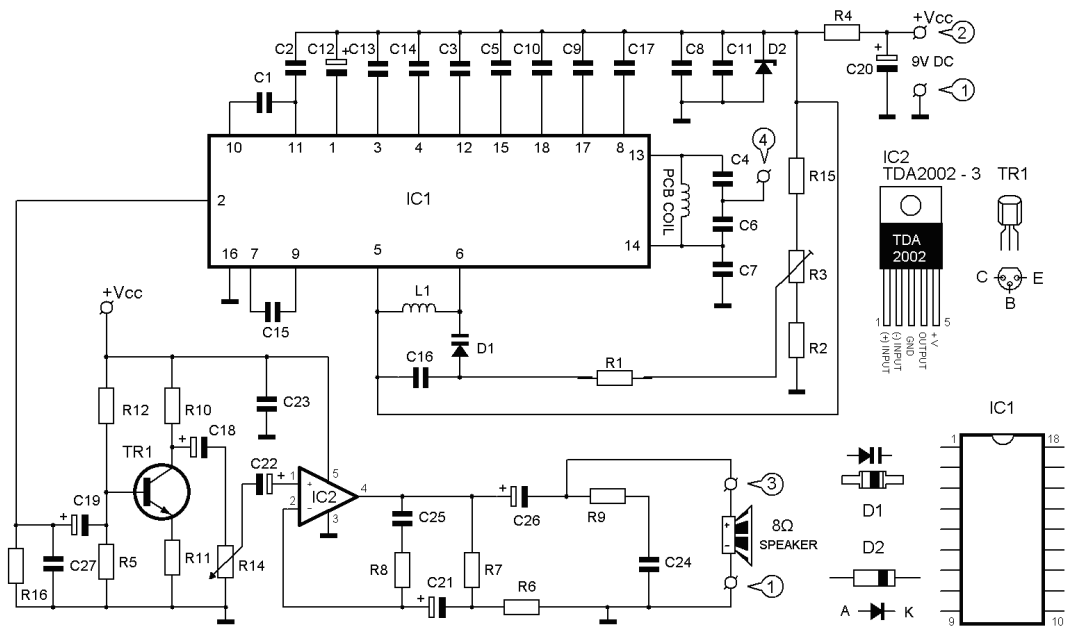 R4
+Vcc
2
C2
C12
+
C13
C14
C3
C5
C10
C9
C17
C8
C11
D2
+
C20
9V DC
1
C1
10
11
1
3
4
12
15
18
17
8
13
4
C4
R15
IC2
TDA2002 - 3
TR1
IC1
PCB COIL
2
C6
TDA
2002
14
16
7
9
5
6
C7
R3
C
E
B
+Vcc
L1
C15
1
5
(+) INPUT
(-) INPUT
GND
OUTPUT
+V
D1
C16
R1
R2
R12
R10
C23
IC1
+
C18
TR1
C22
+
1
18
5
1
+
IC2
4
2
−
3
3
C19
+
+
C26
R9
8Ω
SPEAKER
+
−
D1
C25
C27
R5
R11
R14
R8
R7
C24
D2
R16
C21
+
R6
1
A
K
9
10